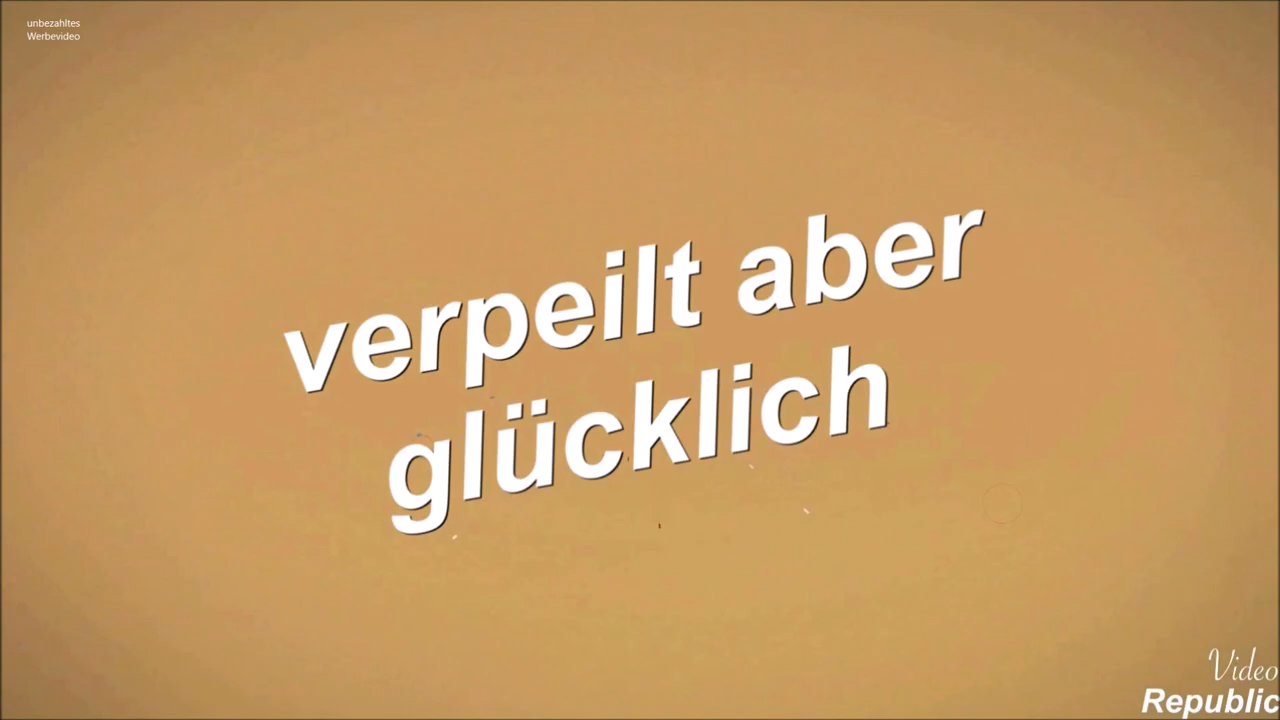 unbezahltes
Werbevideo
verpeilt aber
glücklich
Video
Republic